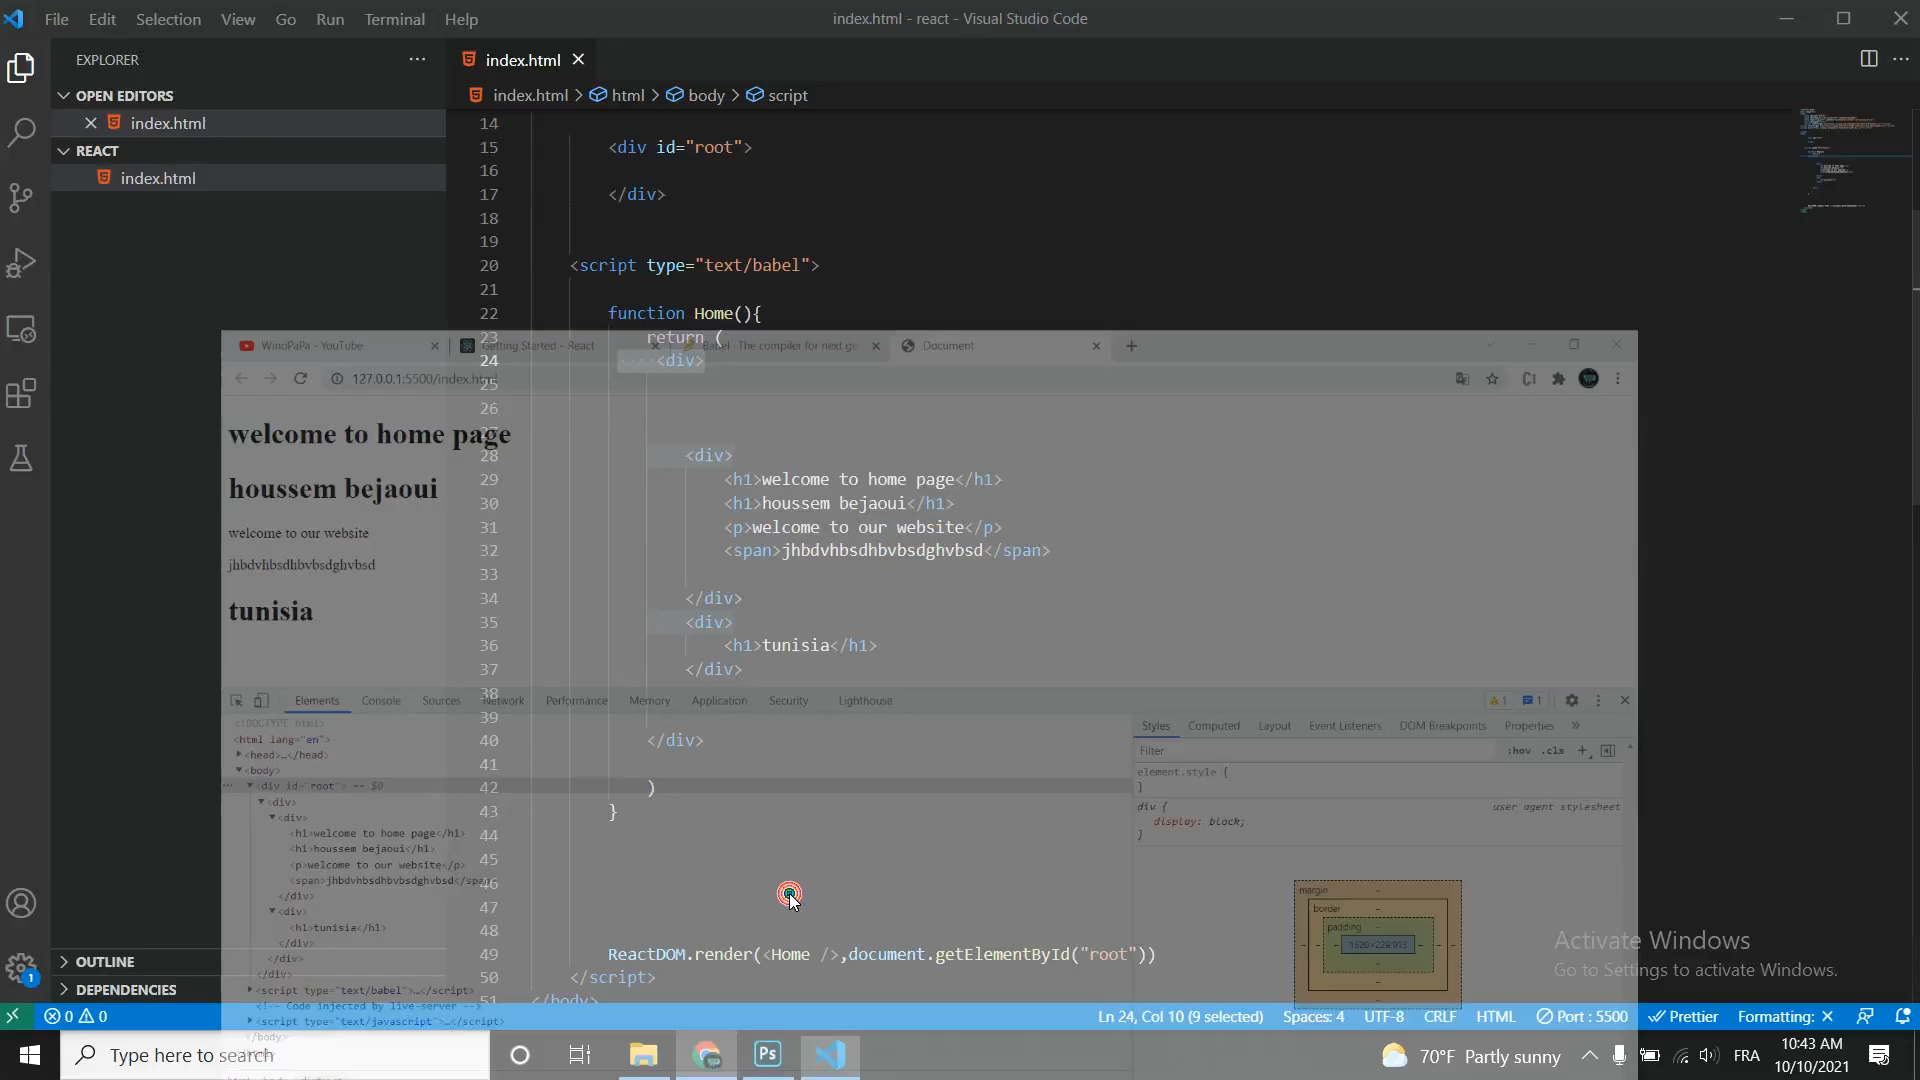 File Edit Selection View Go Run Terminal Help
index.html - react - Visual Studio Code
EXPLORER
index.html
OPEN EDITORS
index.html > html > body > script
index.html
REACT
index.html
14
15 <div id="root">
16
17 </div>
18
19
20 <script type="text/babel">
21
22 function Home(){
23 return (
24 <div>
25
26
28 <div>
29 <h1>welcome to home page</h1>
30 <h1>houssem bejaoui</h1>
31 <p>welcome to our website</p>
32 <span>jhbdvhbsdhbvbsdghvbsd</span>
33
34 </div>
35 <div>
36 <h1>tunisia</h1>
37 </div>
38
39
40 </div>
41
42 )
43 }
44
45
46
47
48
49 ReactDOM.render(<Home />,document.getElementById("root"))
50 </script>
51 </body>
WinoPaPa - YouTube
Getting Started – React
Babel · The compiler for next ge
Document
127.0.0.1:5500/index.html
welcome to home page
houssem bejaoui
welcome to our website
jhbdvhbsdhbvbsdghvbsd
tunisia
Elements Console Sources Network Performance Memory Application Security Lighthouse
1 1
<!DOCTYPE html>
<html lang="en">
<head>…</head>
<body>
<div id="root"> == $0
<div>
<div>
<h1>welcome to home page</h1>
<h1>houssem bejaoui</h1>
<p>welcome to our website</p>
<span>jhbdvhbsdhbvbsdghvbsd</span>
</div>
<div>
<h1>tunisia</h1>
</div>
</div>
</div>
<script type="text/babel">…</script>
<!-- Code injected by live-server -->
<script type="text/javascript">…</script>
</body>
Styles Computed Layout Event Listeners DOM Breakpoints Properties »
Filter
:hov .cls +
element.style {
}
div {
user agent stylesheet
display: block;
}
margin -
border -
padding -
1520×229.913
Activate Windows
Go to Settings to activate Windows.
OUTLINE
DEPENDENCIES
1
0 0
Ln 24, Col 10 (9 selected) Spaces: 4 UTF-8 CRLF HTML Port : 5500 Prettier Formatting: ×
Type here to search
Ps
70°F Partly sunny
FRA
10:43 AM
10/10/2021